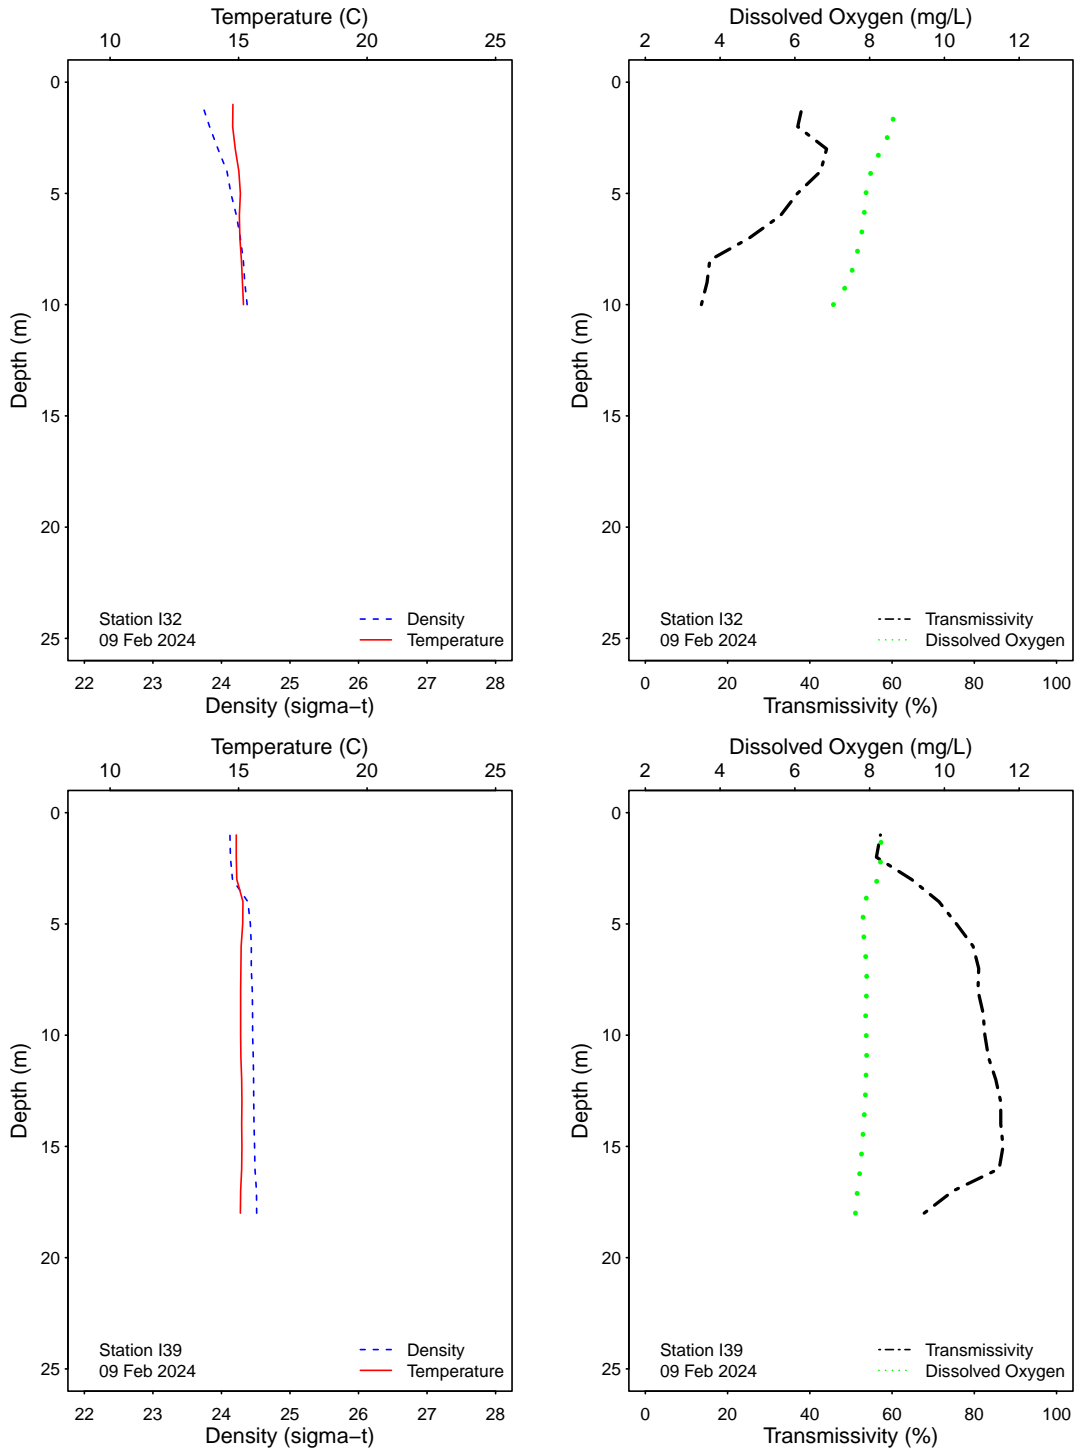 Temperature (C)
10 15 20 25
0
5
10
15
20
25
Depth (m)
Station I32
09 Feb 2024
Density
Temperature
22 23 24 25 26 27 28
Density (sigma−t)
Dissolved Oxygen (mg/L)
2 4 6 8 10 12
0
5
10
15
20
25
Depth (m)
Station I32
09 Feb 2024
Transmissivity
Dissolved Oxygen
0 20 40 60 80 100
Transmissivity (%)
Temperature (C)
10 15 20 25
0
5
10
15
20
25
Depth (m)
Station I39
09 Feb 2024
Density
Temperature
22 23 24 25 26 27 28
Density (sigma−t)
Dissolved Oxygen (mg/L)
2 4 6 8 10 12
0
5
10
15
20
25
Depth (m)
Station I39
09 Feb 2024
Transmissivity
Dissolved Oxygen
0 20 40 60 80 100
Transmissivity (%)